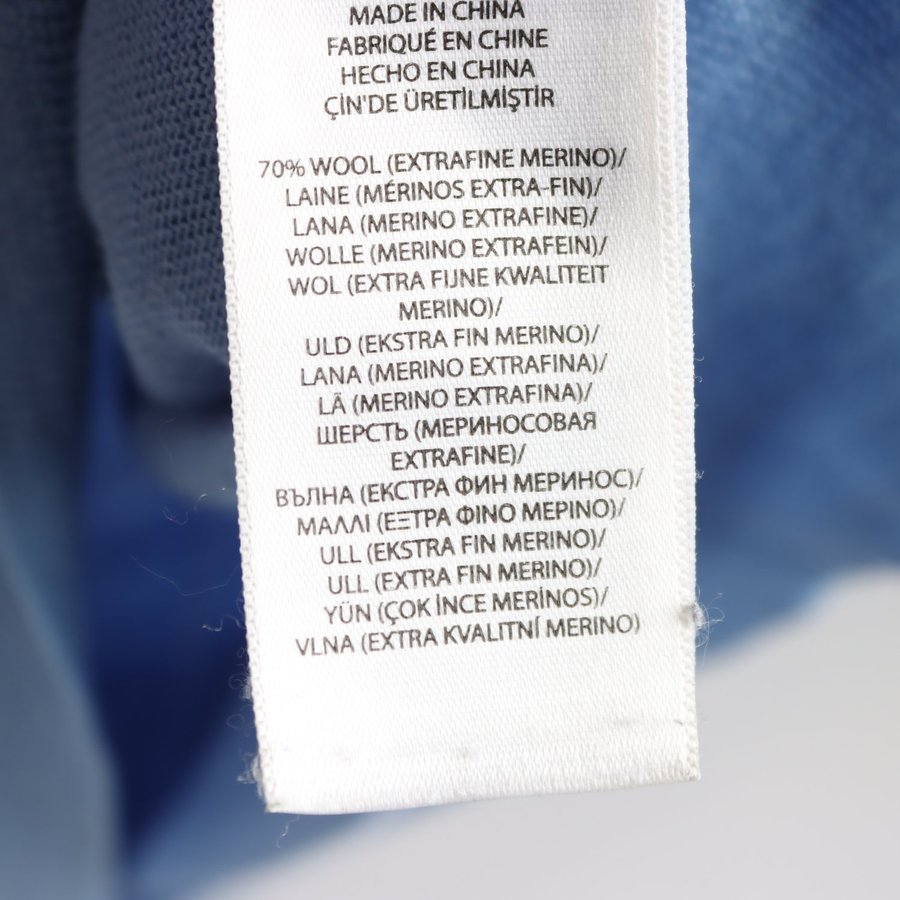 MADE IN CHINA
FABRIQUÉ EN CHINE
HECHO EN CHINA
ÇİN'DE ÜRETİLMİŞTİR
70% WOOL (EXTRAFINE MERINO)/
LAINE (MÉRINOS EXTRA-FIN)/
LANA (MERINO EXTRAFINE)/
WOLLE (MERINO EXTRAFEIN)/
WOL (EXTRA FIJNE KWALITEIT
MERINO)/
ULD (EKSTRA FIN MERINO)/
LANA (MERINO EXTRAFINA)/
LÃ (MERINO EXTRAFINA)/
ШЕРСТЬ (МЕРИНОСОВАЯ
EXTRAFINE)/
ВЪЛНА (ЕКСТРА ФИН МЕРИНОС)/
ΜΑΛΛΙ (ΕΞΤΡΑ ΦΙΝΟ ΜΕΡΙΝΟ)/
ULL (EKSTRA FIN MERINO)/
ULL (EXTRA FIN MERINO)/
YÜN (ÇOK İNCE MERİNOS)/
VLNA (EXTRA KVALITNÍ MERINO)